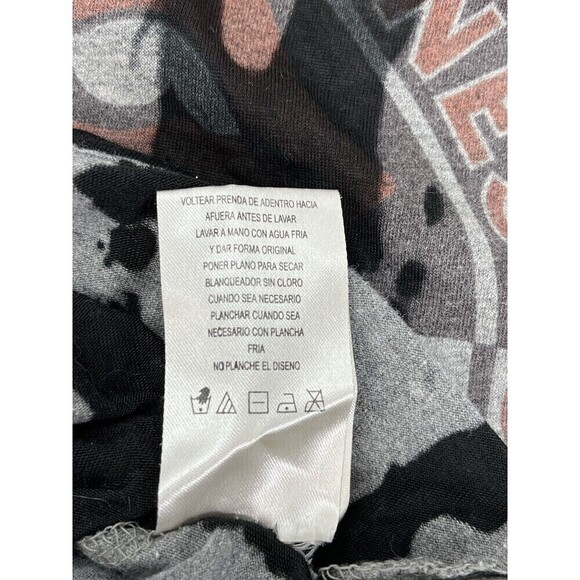 VOLTEAR PRENDA DE ADENTRO HACIA
AFUERA ANTES DE LAVAR
LAVAR A MANO CON AGUA FRIA
Y DAR FORMA ORIGINAL
PONER PLANO PARA SECAR
BLANQUEADOR SIN CLORO
CUANDO SEA NECESARIO
PLANCHAR CUANDO SEA
NECESARIO CON PLANCHA
FRIA
NO PLANCHE EL DISENO